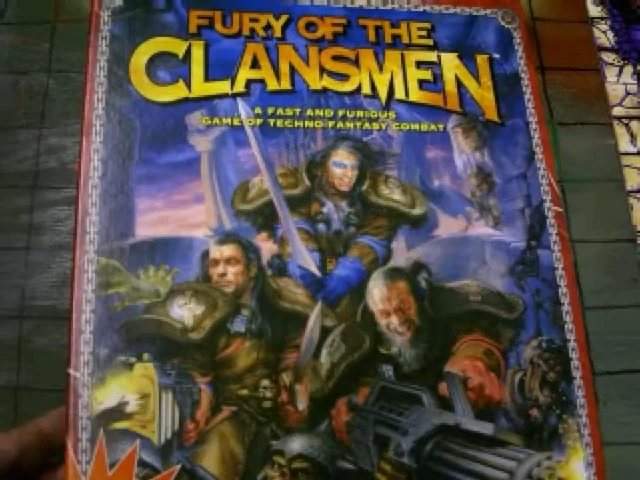 FURY OF THE
CLANSMEN
A FAST AND FURIOUS
GAME OF TECHNO-FANTASY COMBAT